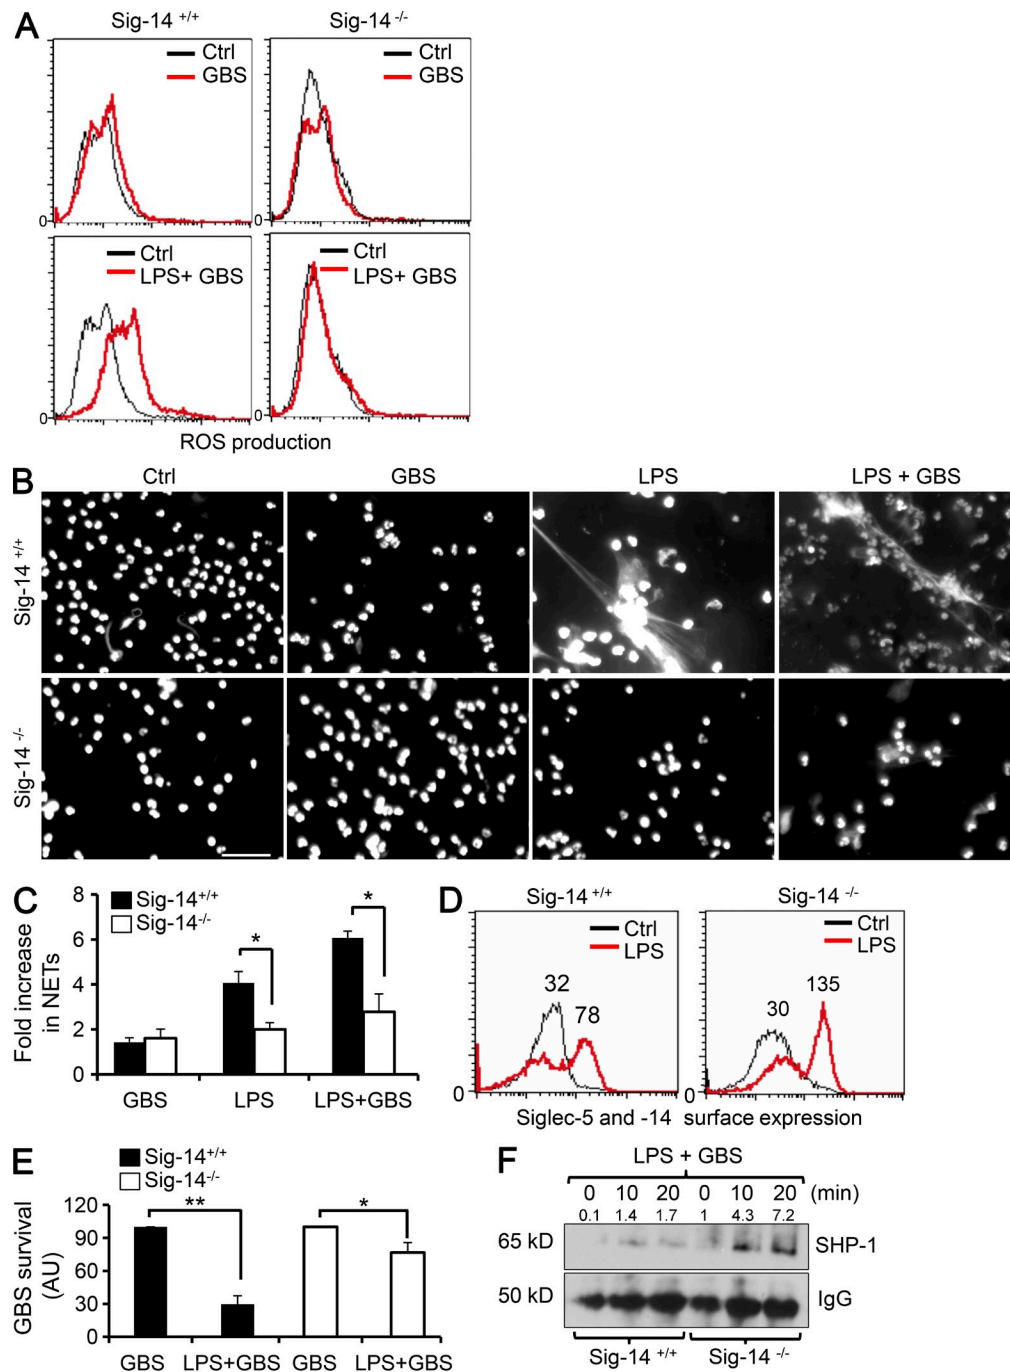 A
Sig-14 +/+
Sig-14 -/-
Ctrl
GBS
Ctrl
GBS
0
0
Ctrl
LPS+ GBS
Ctrl
LPS+ GBS
0
0
ROS production
B
Ctrl
GBS
LPS
LPS + GBS
Sig-14 +/+
Sig-14 -/-
C
Sig-14+/+
Sig-14-/-
Fold increase
in NETs
8
6
4
2
0
*
*
GBS
LPS
LPS+GBS
D
Sig-14 +/+
Sig-14 -/-
Ctrl
LPS
32
78
0
Ctrl
LPS
30
135
0
Siglec-5 and -14 surface expression
E
Sig-14+/+
Sig-14-/-
GBS survival
(AU)
120
90
60
30
0
**
*
GBS
LPS+GBS
GBS
LPS+GBS
F
LPS + GBS
0 10 20 0 10 20 (min)
0.1 1.4 1.7 1 4.3 7.2
65 kD
SHP-1
50 kD
IgG
Sig-14 +/+
Sig-14 -/-